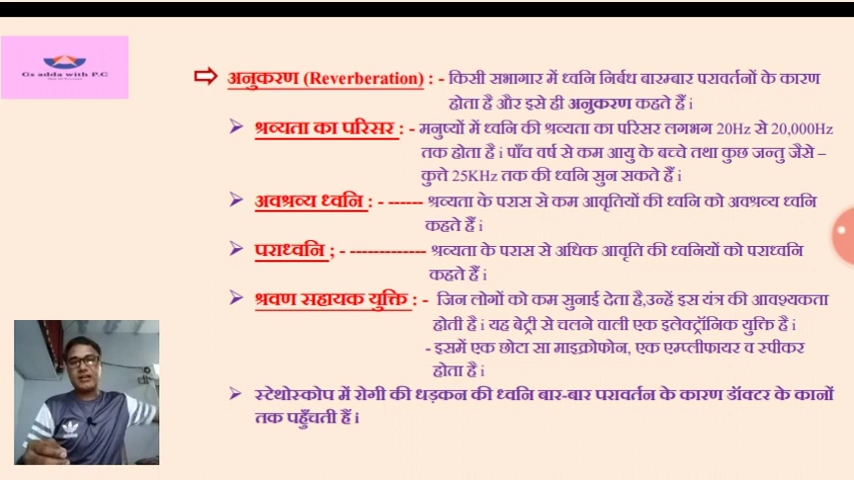 Gs adda with P.C
अनुकरण (Reverberation) : - किसी सभागार में ध्वनि निर्बध बारम्बार परावर्तनों के कारण
होता है और इसे ही अनुकरण कहते हैं।
श्रव्यता का परिसर : - मनुष्यों में ध्वनि की श्रव्यता का परिसर लगभग 20Hz से 20,000Hz
तक होता है। पाँच वर्ष से कम आयु के बच्चे तथा कुछ जन्तु जैसे –
कुत्ते 25KHz तक की ध्वनि सुन सकते हैं।
अवश्रव्य ध्वनि : - ------ श्रव्यता के परास से कम आवृतियों की ध्वनि को अवश्रव्य ध्वनि
कहते हैं।
पराध्वनि ; - ------------- श्रव्यता के परास से अधिक आवृति की ध्वनियों को पराध्वनि
कहते हैं।
श्रवण सहायक युक्ति : - जिन लोगों को कम सुनाई देता है,उन्हें इस यंत्र की आवश्यकता
होती है। यह बेट्री से चलने वाली एक इलेक्ट्रॉनिक युक्ति है।
- इसमें एक छोटा सा माइक्रोफोन, एक एम्प्लीफायर व स्पीकर
होता है।
स्टेथोस्कोप में रोगी की धड़कन की ध्वनि बार-बार परावर्तन के कारण डॉक्टर के कानों
तक पहुँचती हैं।